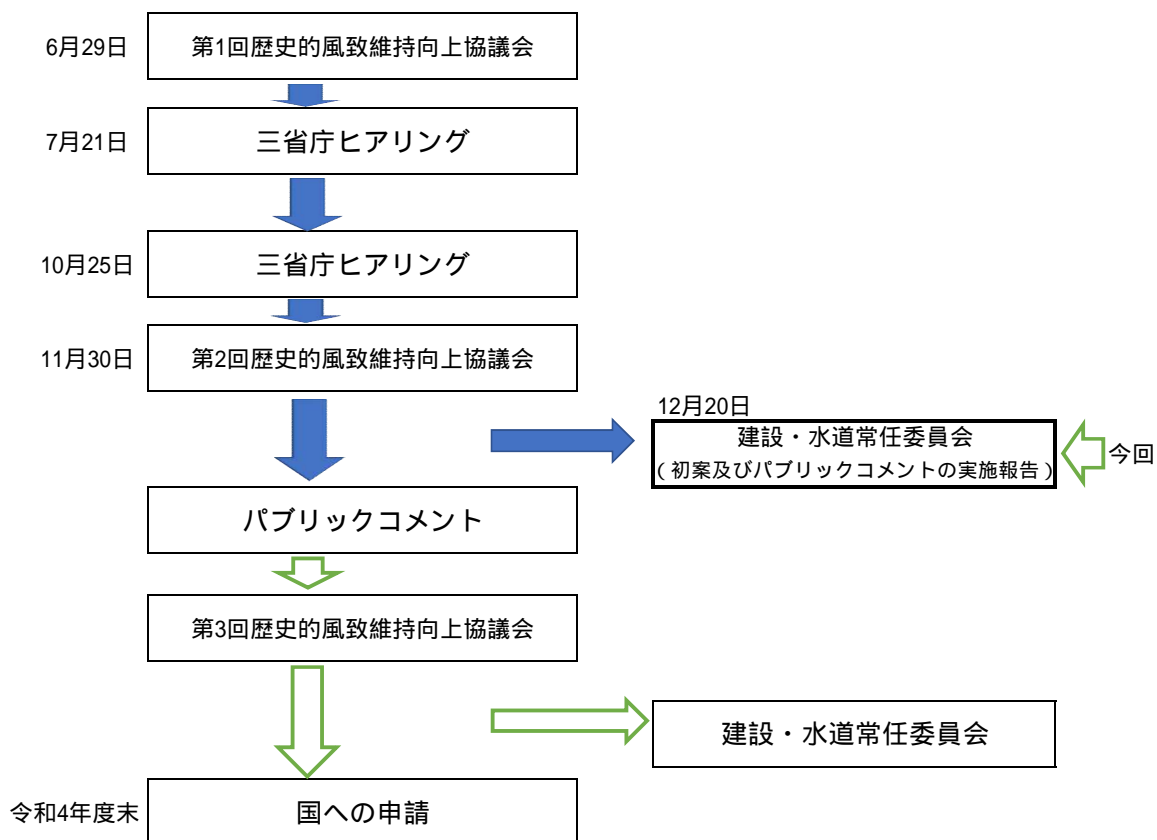 6月29日
第1回歴史的風致維持向上協議会
7月21日
三省庁ヒアリング
10月25日
三省庁ヒアリング
11月30日
第2回歴史的風致維持向上協議会
12月20日
建設・水道常任委員会
(初案及びパブリックコメントの実施報告)
今回
パブリックコメント
第3回歴史的風致維持向上協議会
建設・水道常任委員会
令和4年度末
国への申請